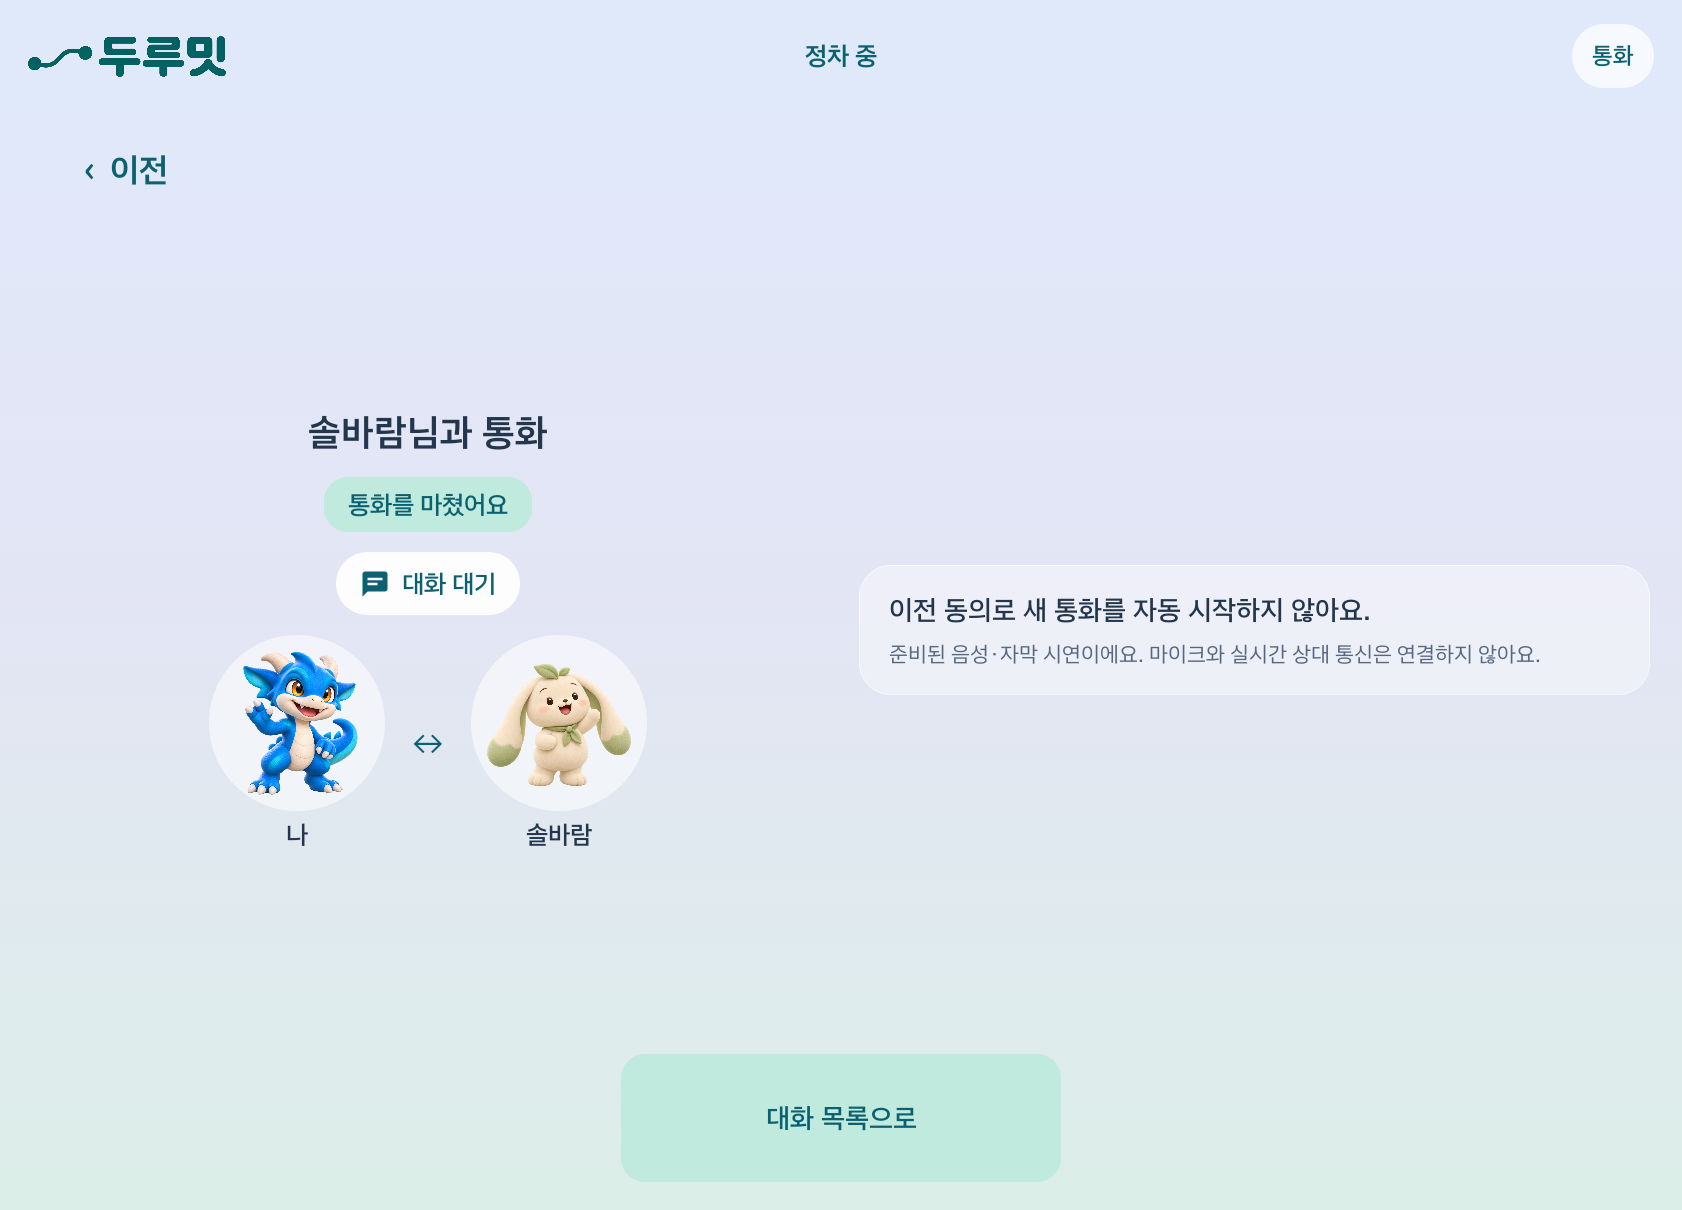 두루밋
정차 중
통화
‹ 이전
솔바람님과 통화
통화를 마쳤어요
대화 대기
나
↔
솔바람
이전 동의로 새 통화를 자동 시작하지 않아요.
준비된 음성·자막 시연이에요. 마이크와 실시간 상대 통신은 연결하지 않아요.
대화 목록으로